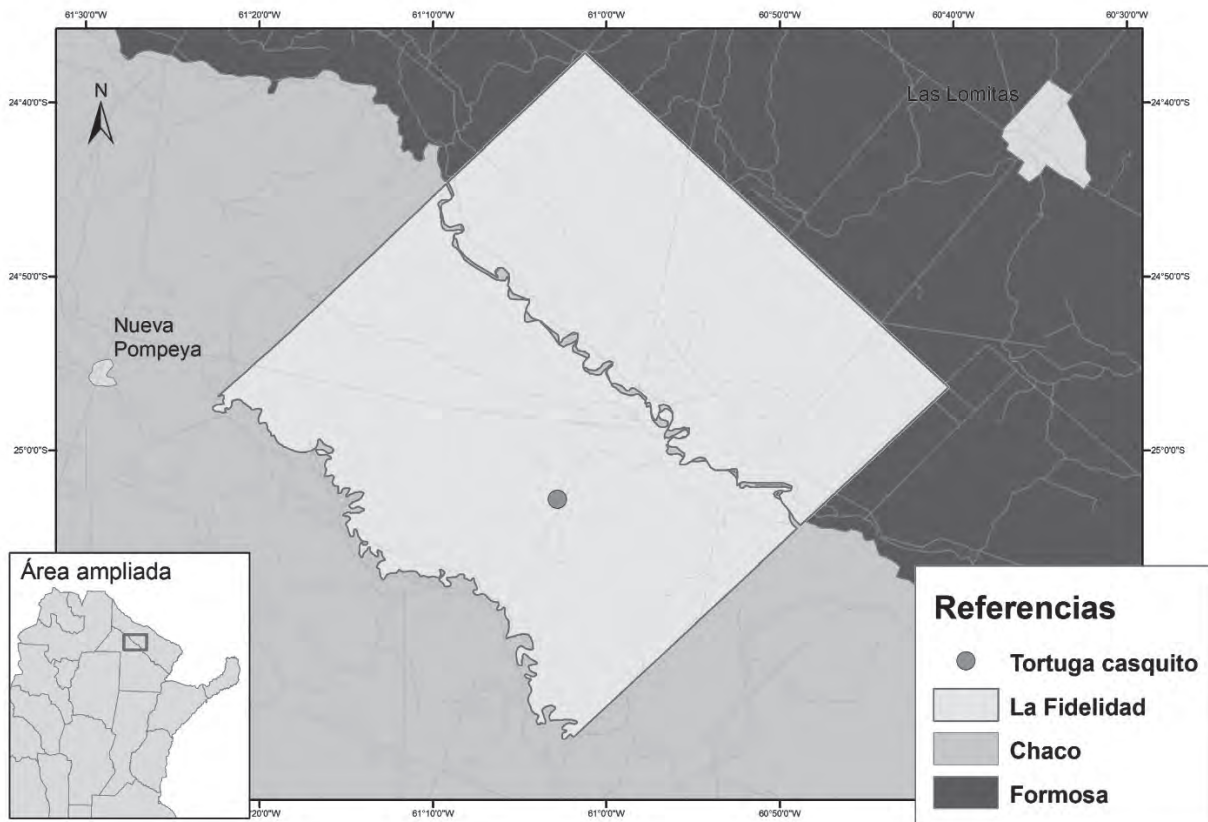 61°30'0"W 61°20'0"W 61°10'0"W 61°0'0"W 60°50'0"W 60°40'0"W 60°30'0"W
N
24°40'0"S
Las Lomitas
24°40'0"S
24°50'0"S
24°50'0"S
Nueva
Pompeya
25°0'0"S
25°0'0"S
Área ampliada
Referencias
Tortuga casquito
La Fidelidad
Chaco
Formosa
20'0"W 61°10'0"W 61°0'0"W 60°50'0"W